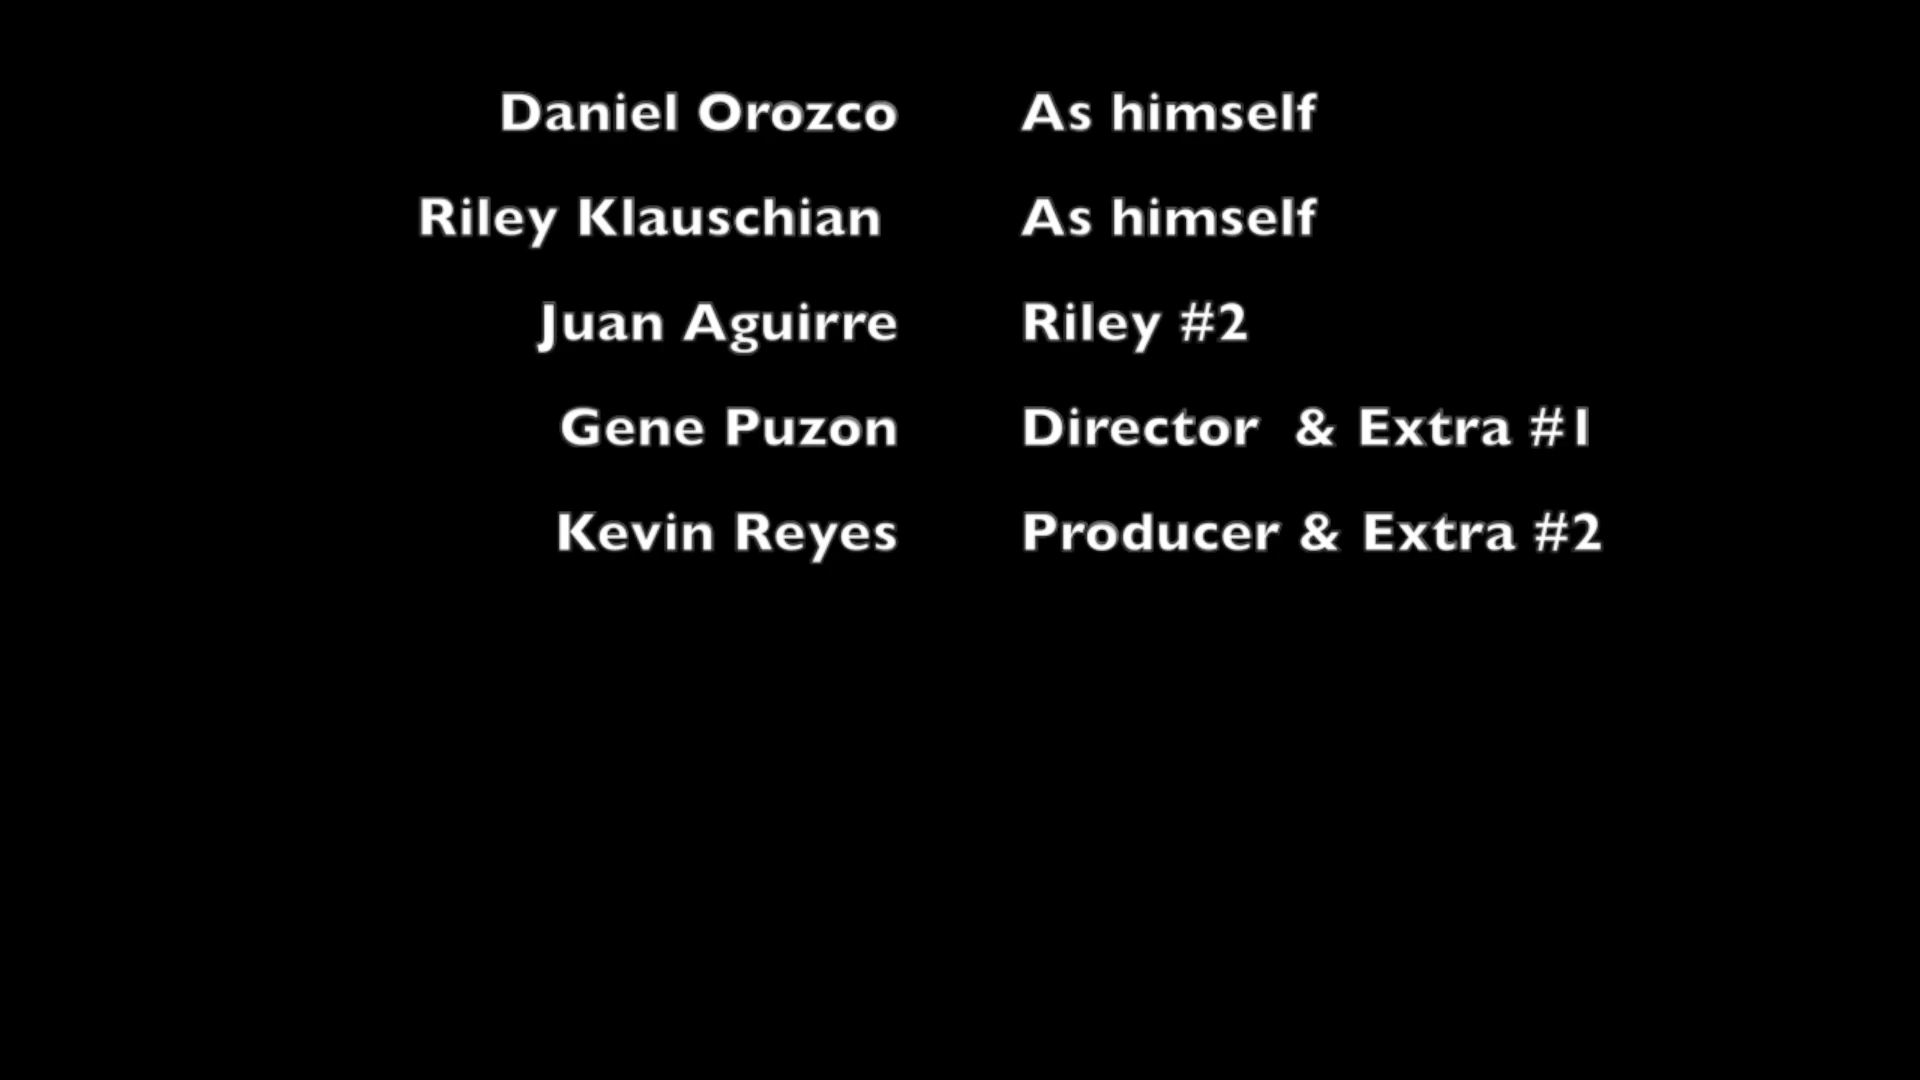 Daniel Orozco As himself
Riley Klauschian As himself
Juan Aguirre Riley #2
Gene Puzon Director & Extra #1
Kevin Reyes Producer & Extra #2